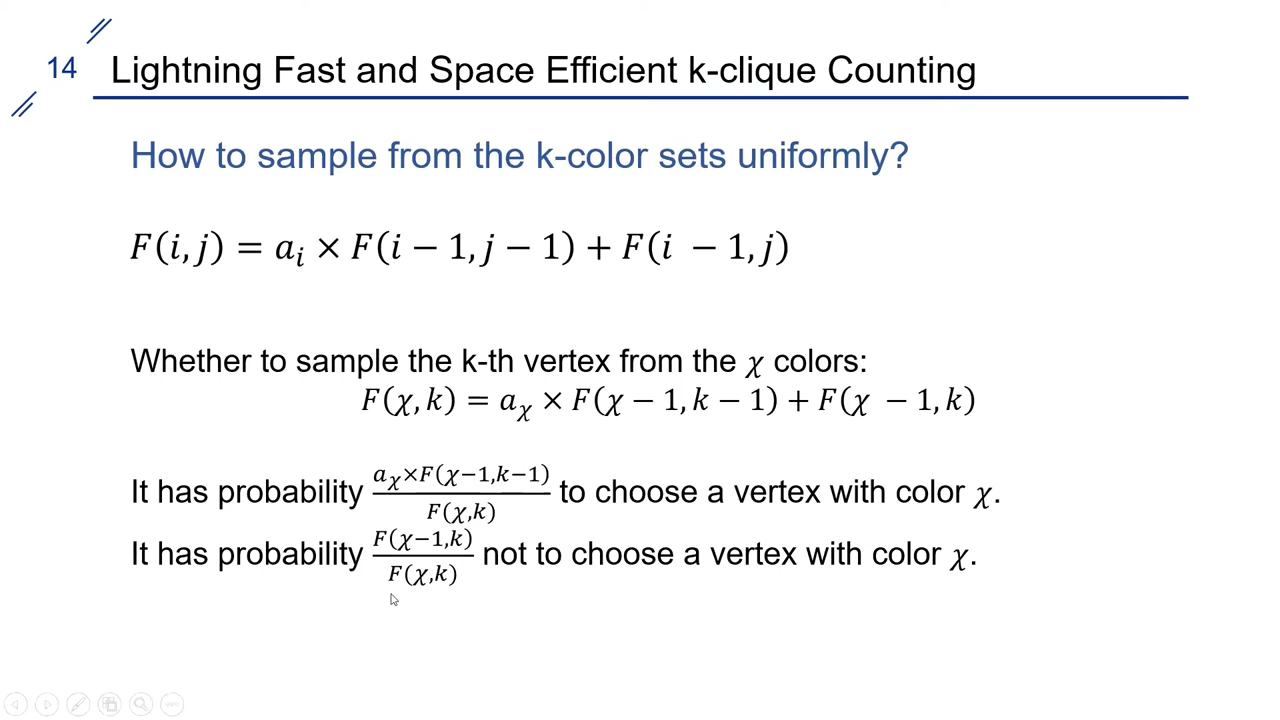 14 Lightning Fast and Space Efficient k-clique Counting
How to sample from the k-color sets uniformly?
F(i, j) = a_i × F(i − 1, j − 1) + F(i − 1, j)
Whether to sample the k-th vertex from the χ colors:
F(χ, k) = a_χ × F(χ − 1, k − 1) + F(χ − 1, k)
It has probability \frac{a_χ×F(χ−1,k−1)}{F(χ,k)} to choose a vertex with color χ.
It has probability \frac{F(χ−1,k)}{F(χ,k)} not to choose a vertex with color χ.